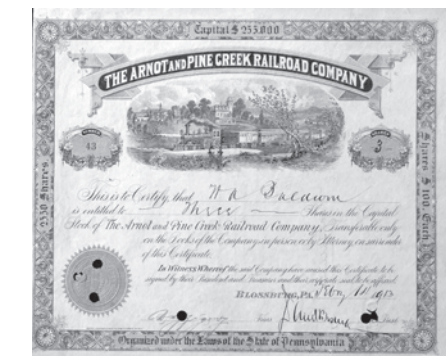 Capital $ 255.000
THE ARNOT AND PINE CREEK RAILROAD COMPANY
NUMBER
43
SHARES
3
This is to Certify, that W A Baldwin
is entitled to Three Shares in the Capital
Stock of The Arnot and Pine Creek Railroad Company, transferable only
on the Books of the Company in person or by Attorney on surrender
of this Certificate.
In Witness Whereof the said Company have caused this Certificate to be
signed by their President and Treasurer and their to be affixed.
BLOSSBURG, PA.
Organized under the Laws of the State of Pennsylvania
2550 Shares
Shares $ 100 Each